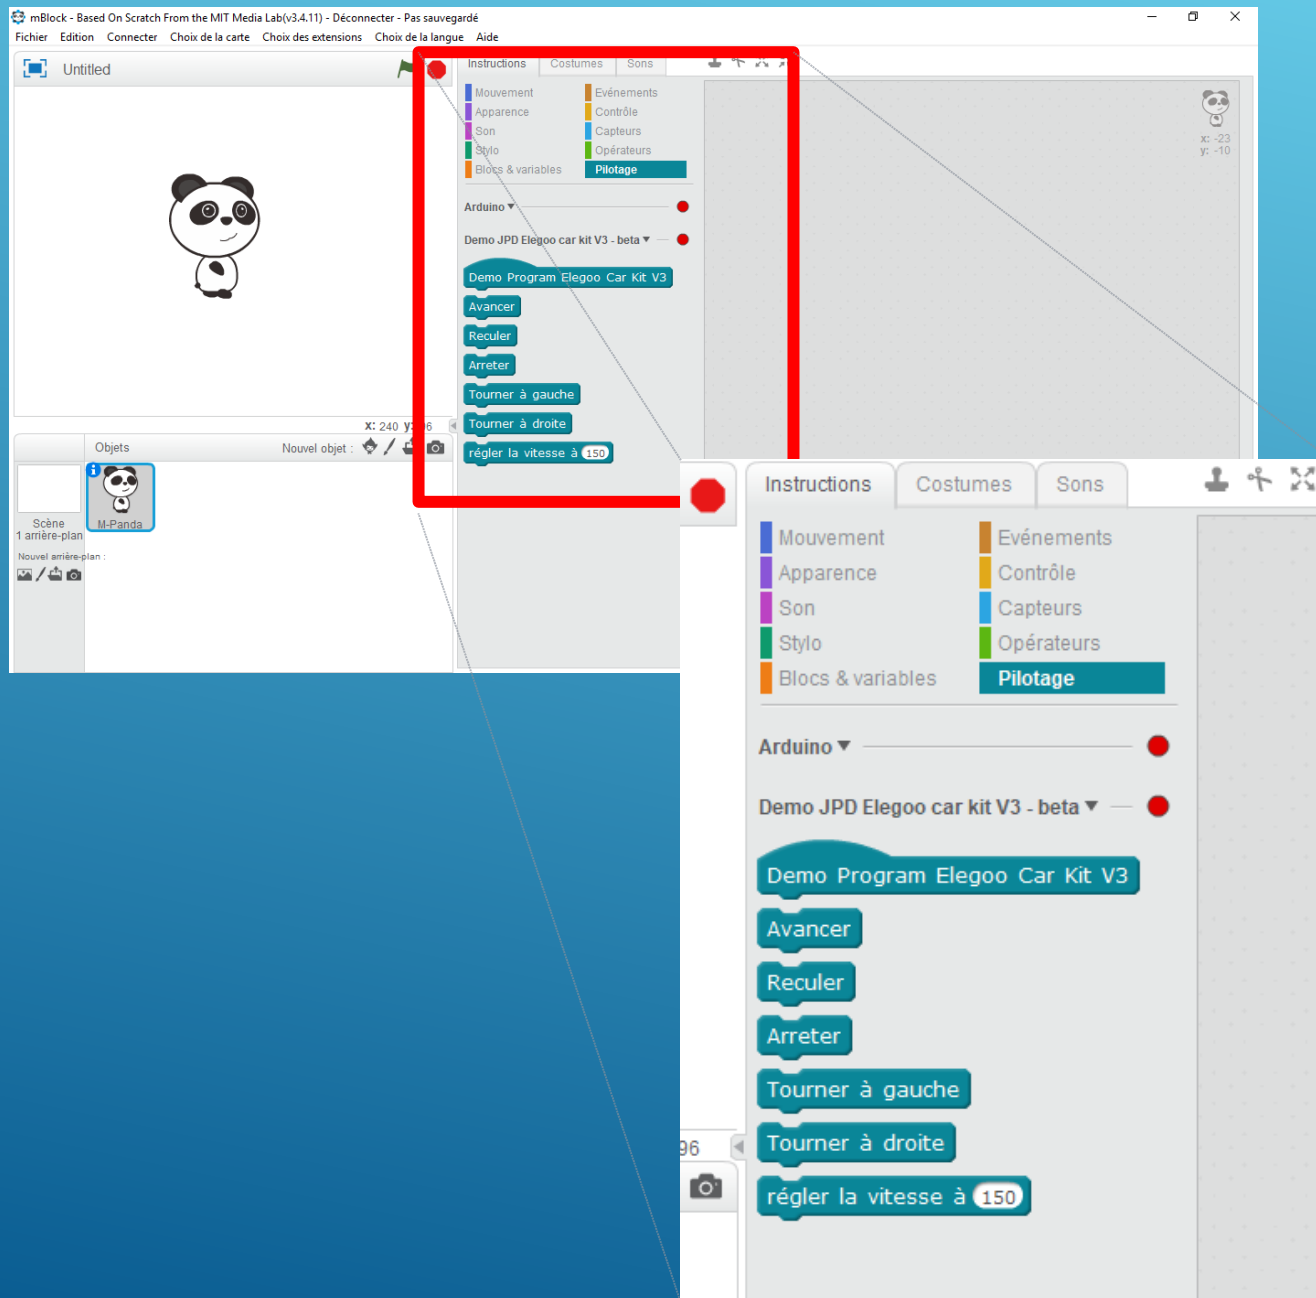 mBlock - Based On Scratch From the MIT Media Lab(v3.4.11) - Déconnecter - Pas sauvegardé
Fichier Edition Connecter Choix de la carte Choix des extensions Choix de la langue Aide
Untitled
Instructions Costumes Sons
Mouvement Evénements
Apparence Contrôle
Son Capteurs
Stylo Opérateurs
Blocs & variables Pilotage
Arduino
Demo JPD Elegoo car kit V3 - beta
Demo Program Elegoo Car Kit V3
Avancer
Reculer
Arreter
Tourner à gauche
Tourner à droite
régler la vitesse à 150
x: -23
y: -10
X: 240 y: 96
Objets Nouvel objet :
Scène
1 arrière-plan
M-Panda
Nouvel arrière-plan :
Instructions Costumes Sons
Mouvement Evénements
Apparence Contrôle
Son Capteurs
Stylo Opérateurs
Blocs & variables Pilotage
Arduino
Demo JPD Elegoo car kit V3 - beta
Demo Program Elegoo Car Kit V3
Avancer
Reculer
Arreter
Tourner à gauche
Tourner à droite
96
régler la vitesse à 150